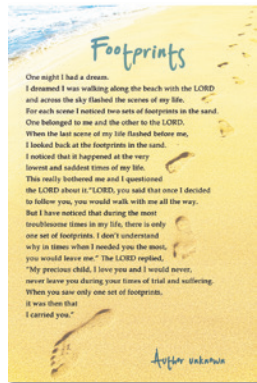 Footprints
One night I had a dream.
I dreamed I was walking along the beach with the LORD
and across the sky flashed the scenes of my life.
For each scene I noticed two sets of footprints in the sand.
One belonged to me and the other to the LORD.
When the last scene of my life flashed before me,
I looked back at the footprints in the sand.
I noticed that it happened at the very
lowest and saddest times of my life.
This really bothered me and I questioned
the LORD about it."LORD, you said that once I decided
to follow you, you would walk with me all the way.
But I have noticed that during the most
troublesome times in my life, there is only
one set of footprints. I don't understand
why in times when I needed you the most,
you would leave me." The LORD replied,
"My precious child, I love you and I would never,
never leave you during your times of trial and suffering.
When you saw only one set of footprints,
it was then that
I carried you."
Author unknown